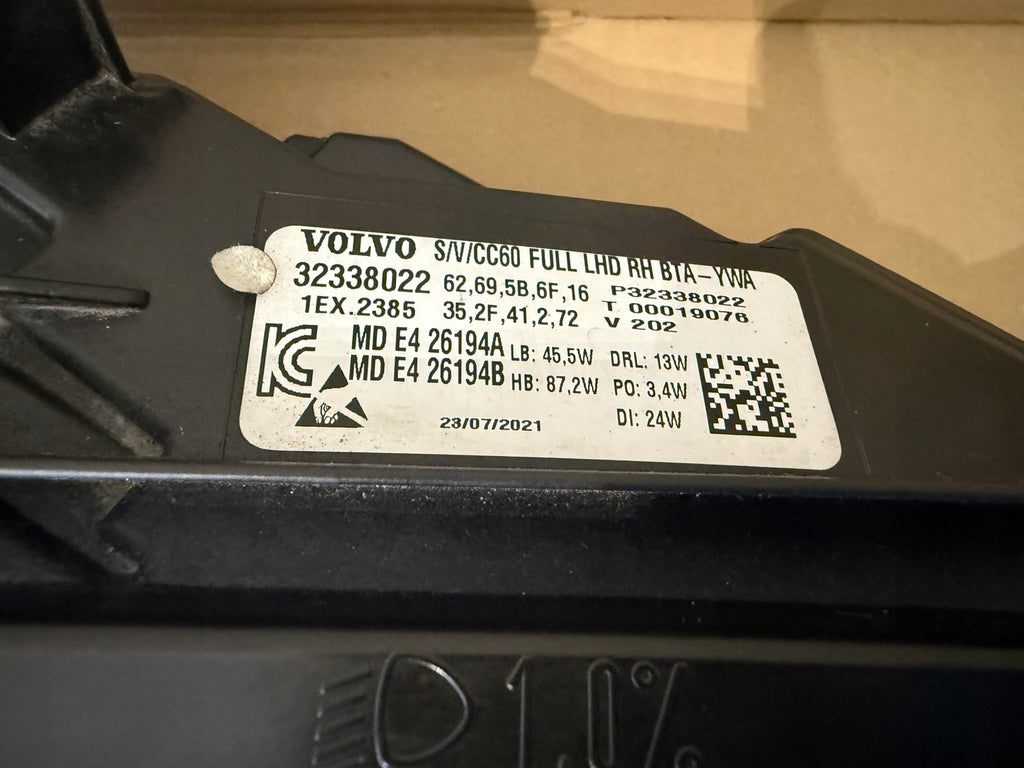 VOLVO S/V/CC60 FULL LHD RH BTA-YWA
32338022 62,69,5B,6F,16 P32338022
1EX.2385 35,2F,41,2,72 T 00019076
V 202
MD E4 26194A LB: 45,5W DRL: 13W
MD E4 26194B HB: 87,2W PO: 3,4W
23/07/2021 DI: 24W
1.0%